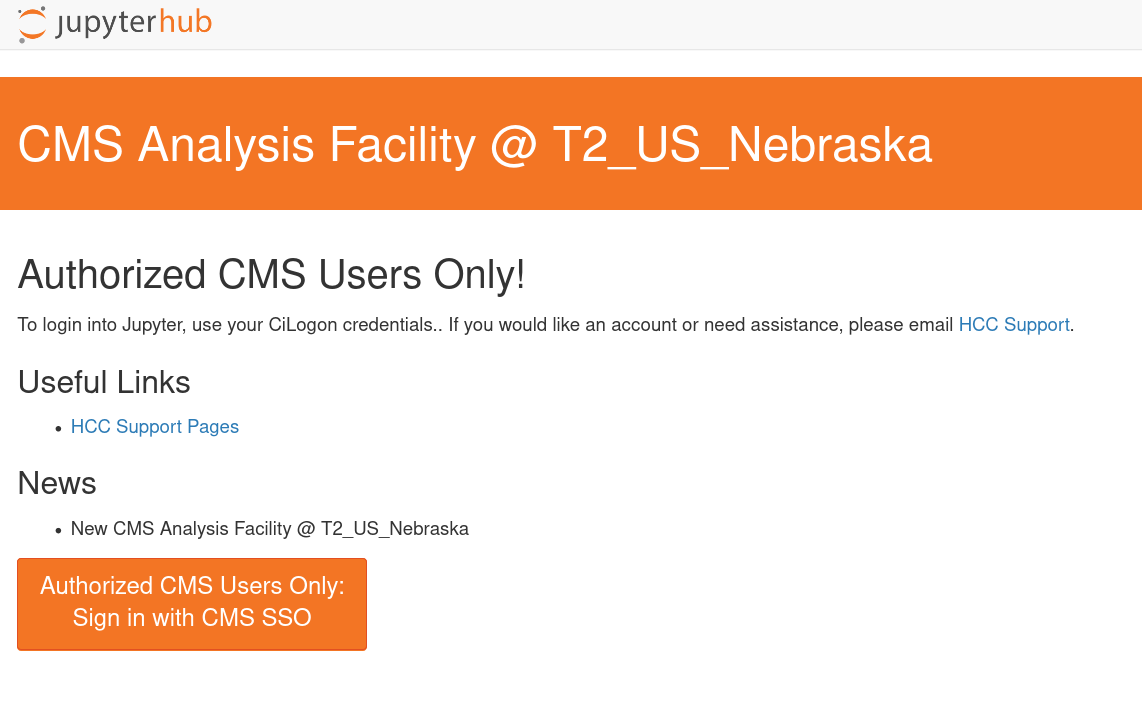 jupyterhub
CMS Analysis Facility @ T2_US_Nebraska
Authorized CMS Users Only!
To login into Jupyter, use your CiLogon credentials.. If you would like an account or need assistance, please email HCC Support.
Useful Links
• HCC Support Pages
News
• New CMS Analysis Facility @ T2_US_Nebraska
Authorized CMS Users Only:
Sign in with CMS SSO